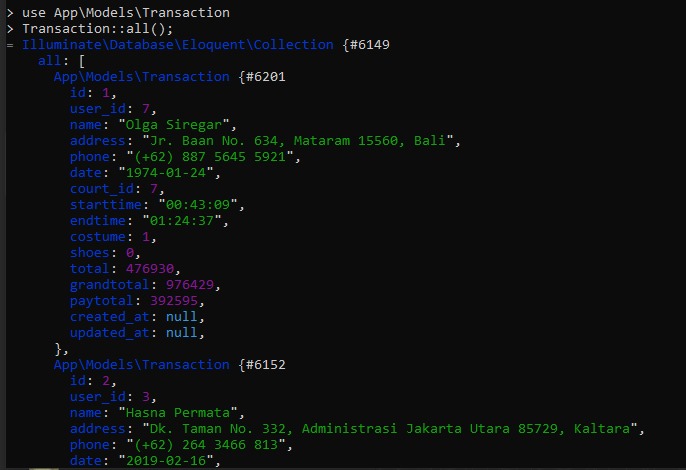 > use App\Models\Transaction
> Transaction::all();
= Illuminate\Database\Eloquent\Collection {#6149
all: [
App\Models\Transaction {#6201
id: 1,
user_id: 7,
name: "Olga Siregar",
address: "Jr. Baan No. 634, Mataram 15560, Bali",
phone: "(+62) 887 5645 5921",
date: "1974-01-24",
court_id: 7,
starttime: "00:43:09",
endtime: "01:24:37",
costume: 1,
shoes: 0,
total: 476930,
grandtotal: 976429,
paytotal: 392595,
created_at: null,
updated_at: null,
},
App\Models\Transaction {#6152
id: 2,
user_id: 3,
name: "Hasna Permata",
address: "Dk. Taman No. 332, Administrasi Jakarta Utara 85729, Kaltara",
phone: "(+62) 264 3466 813",
date: "2019-02-16",